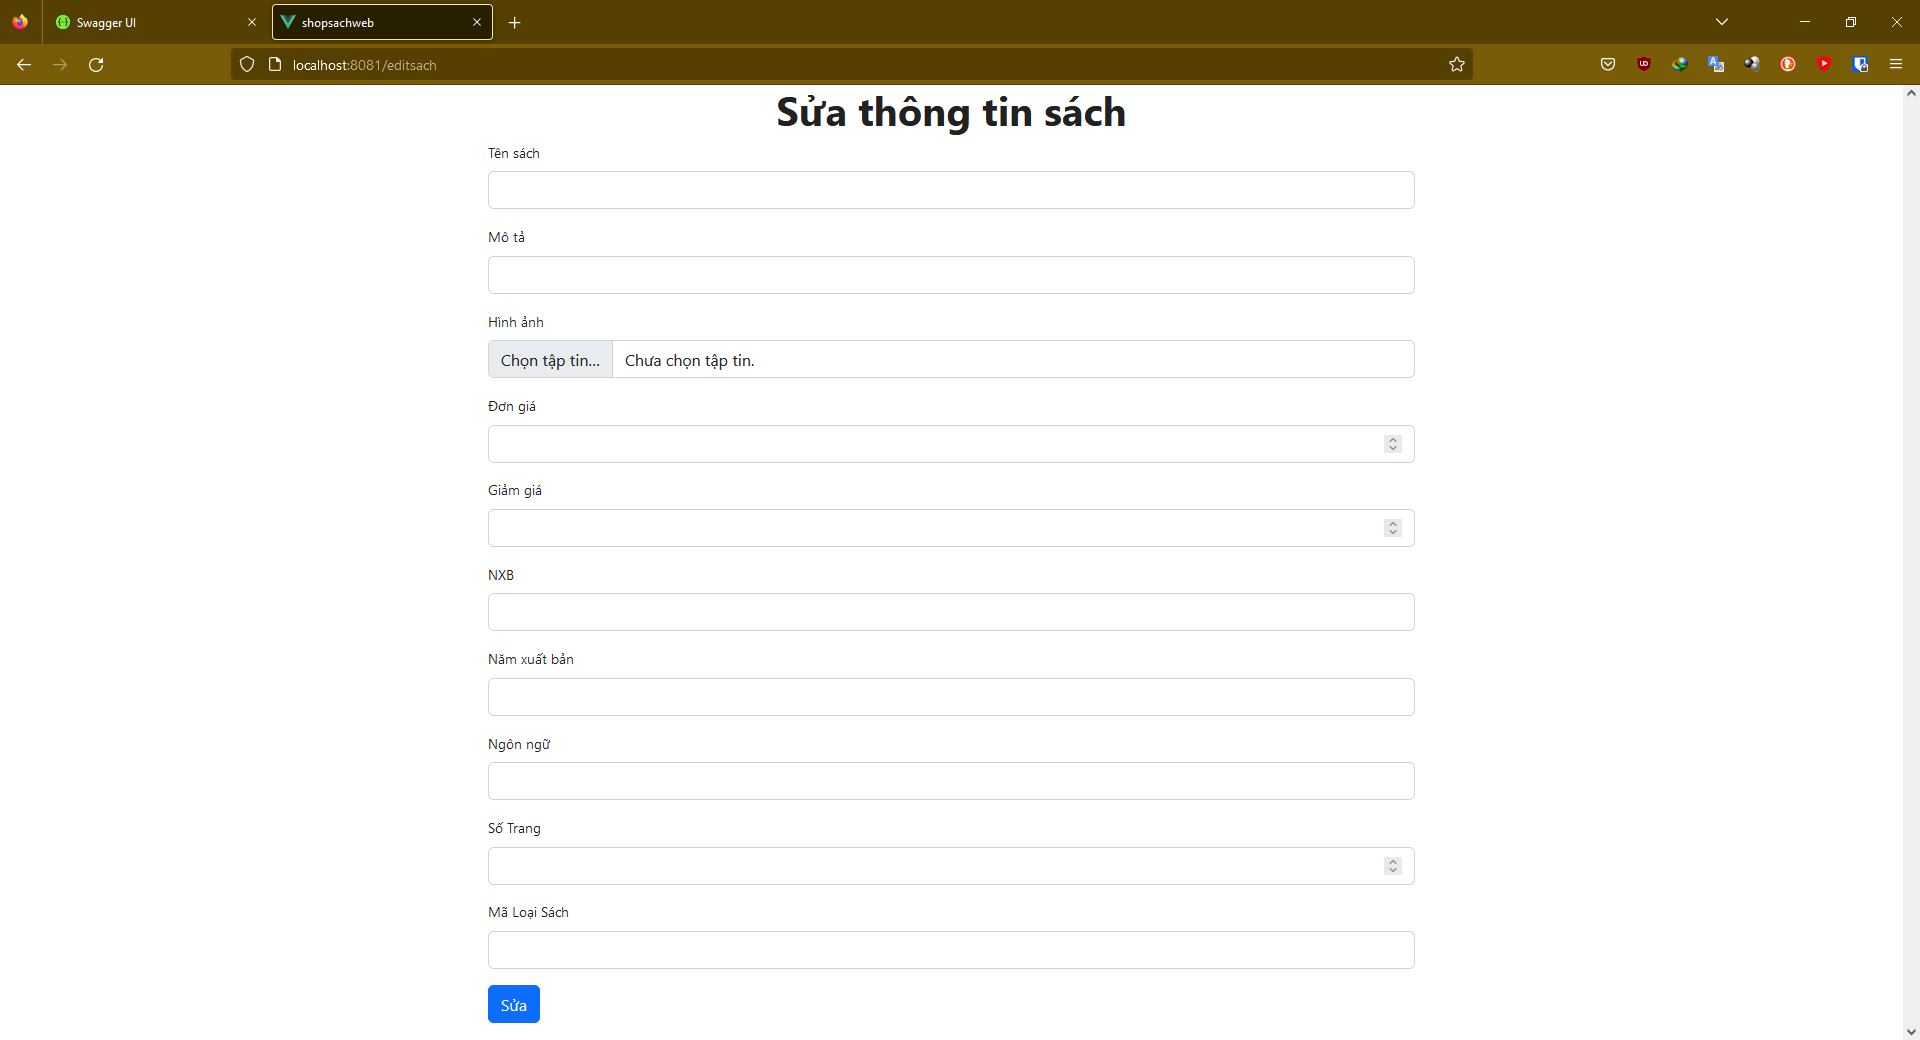 Swagger UI
shopsachweb
localhost:8081/editsach
Sửa thông tin sách
Tên sách
Mô tả
Hình ảnh
Chọn tập tin... Chưa chọn tập tin.
Đơn giá
Giảm giá
NXB
Năm xuất bản
Ngôn ngữ
Số Trang
Mã Loại Sách
Sửa